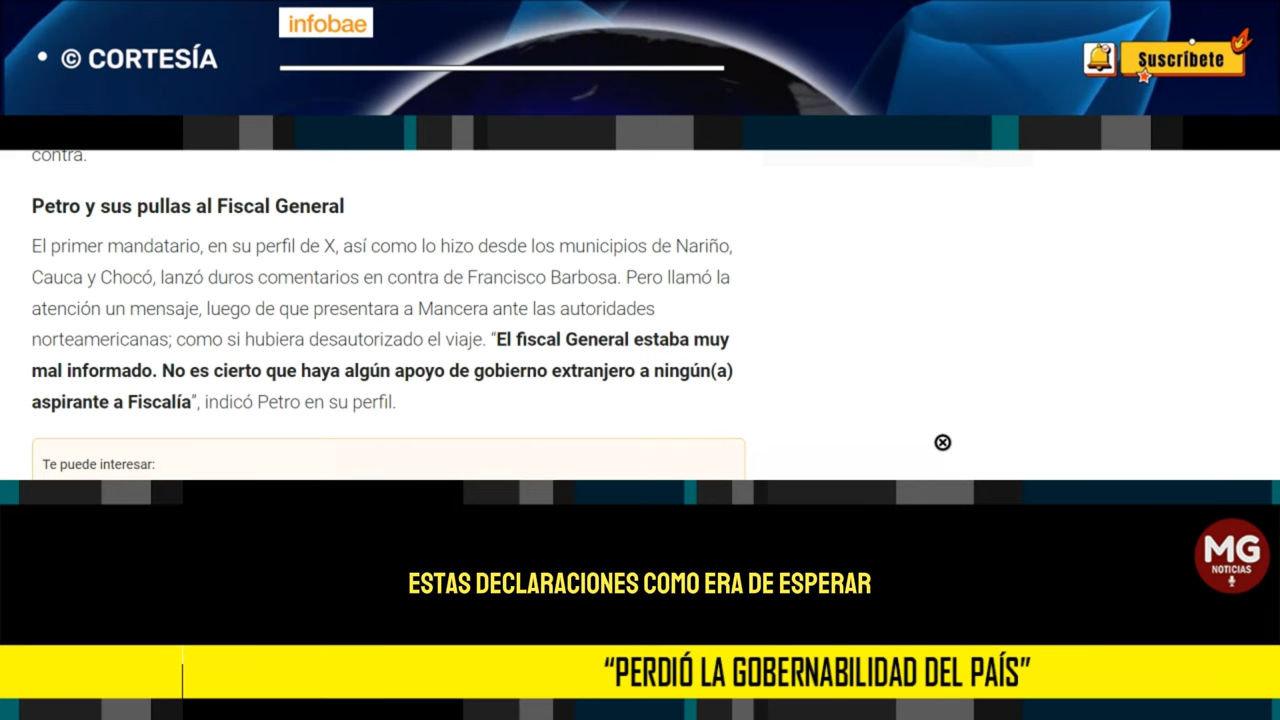 infobae
• © CORTESÍA
Suscríbete
contra.
Petro y sus pullas al Fiscal General
El primer mandatario, en su perfil de X, así como lo hizo desde los municipios de Nariño,
Cauca y Chocó, lanzó duros comentarios en contra de Francisco Barbosa. Pero llamó la
atención un mensaje, luego de que presentara a Mancera ante las autoridades
norteamericanas; como si hubiera desautorizado el viaje. “El fiscal General estaba muy
mal informado. No es cierto que haya algún apoyo de gobierno extranjero a ningún(a)
aspirante a Fiscalía”, indicó Petro en su perfil.
Te puede interesar:
MG
NOTICIAS
ESTAS DECLARACIONES COMO ERA DE ESPERAR
“PERDIÓ LA GOBERNABILIDAD DEL PAÍS”